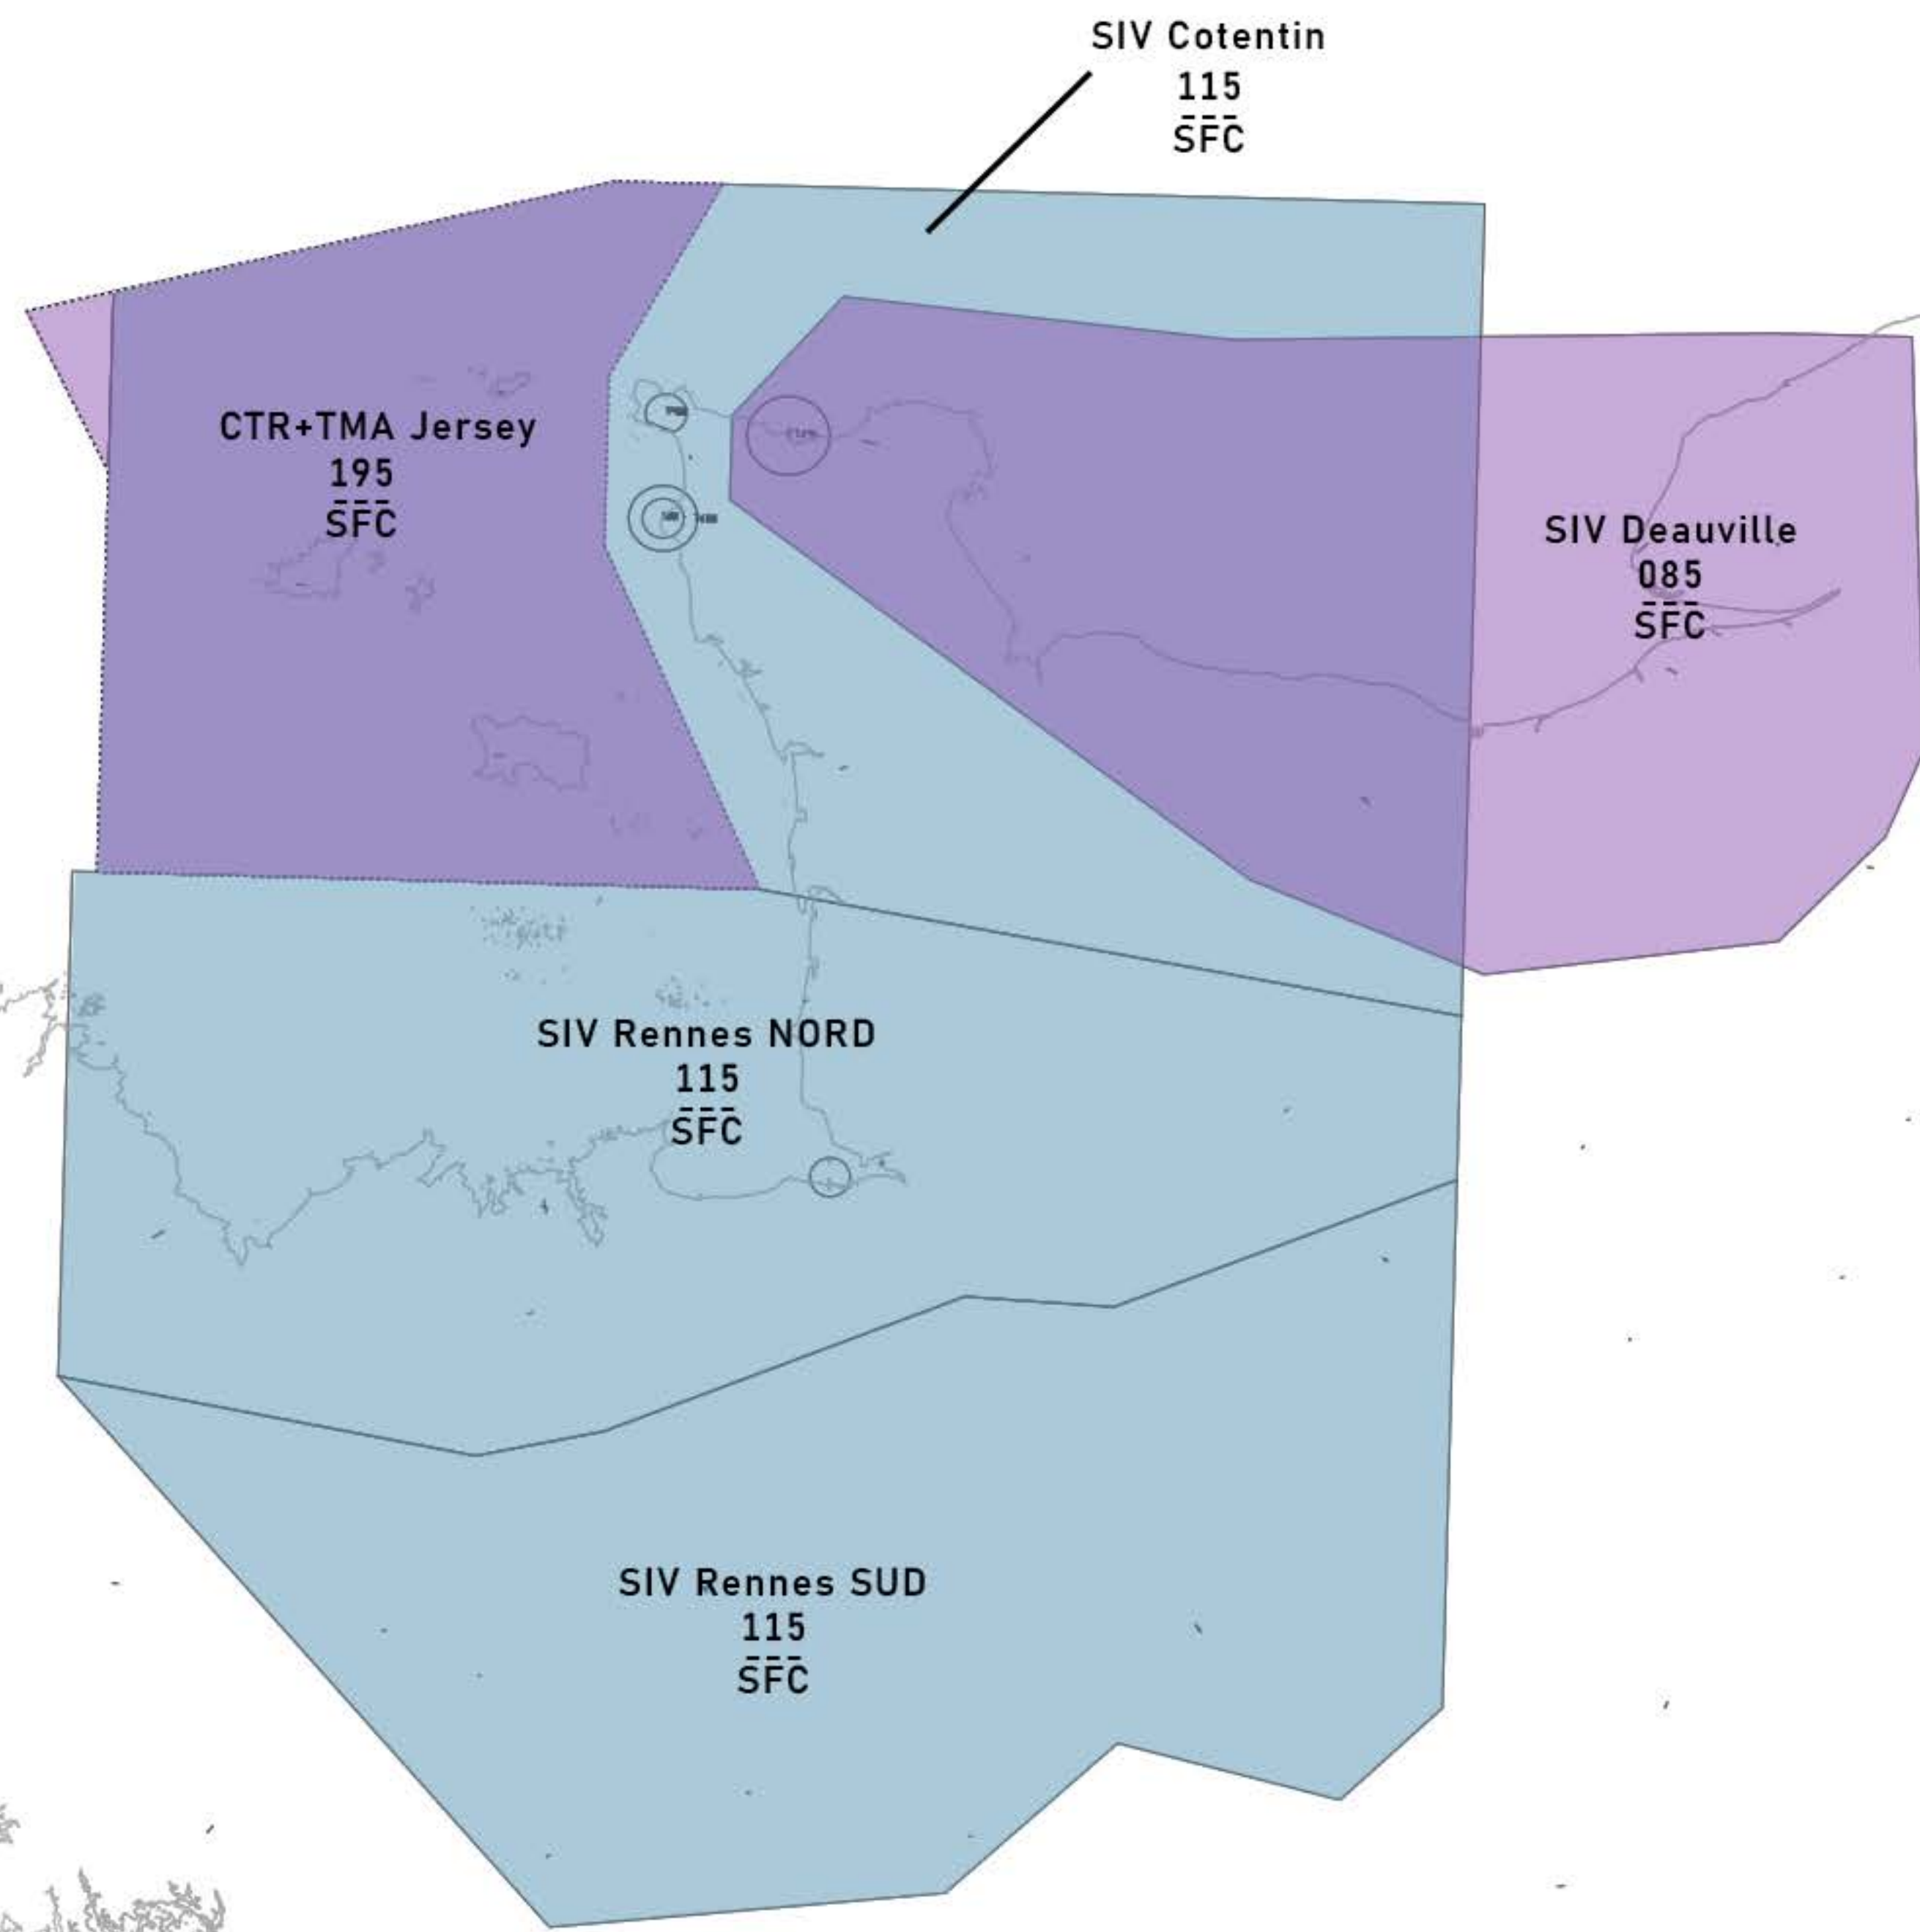 SIV Cotentin
115
---
SFC
CTR+TMA Jersey
195
---
SFC
SIV Deauville
085
---
SFC
SIV Rennes NORD
115
---
SFC
SIV Rennes SUD
115
---
SFC